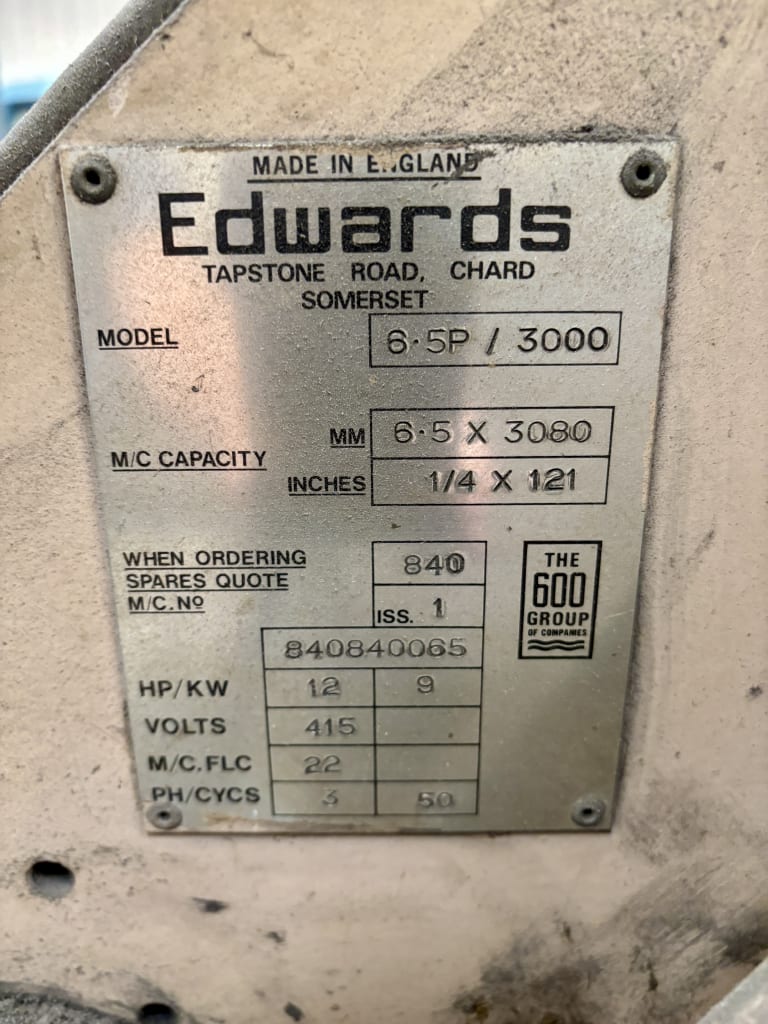 MADE IN ENGLAND
Edwards
TAPSTONE ROAD, CHARD
SOMERSET
MODEL 6·5P / 3000
M/C CAPACITY
MM 6·5 X 3080
INCHES 1/4 X 121
WHEN ORDERING
SPARES QUOTE
M/C.Nº
840
ISS. 1
840840065
THE
600
GROUP
OF COMPANIES
HP/KW 12 9
VOLTS 415
M/C.FLC 22
PH/CYCS 3 50